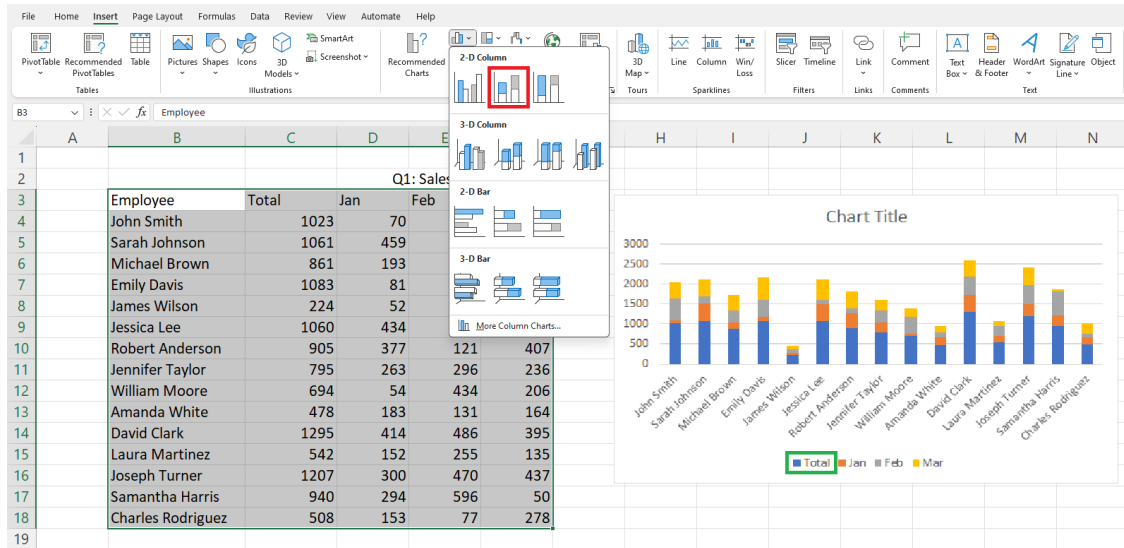 File Home Insert Page Layout Formulas Data Review View Automate Help
PivotTable Recommended PivotTables Table
Tables
Pictures Shapes Icons 3D Models SmartArt Screenshot
Illustrations
Recommended Charts
3D Map
Tours
Line Column Win/Loss
Sparklines
Slicer Timeline
Filters
Link
Links
Comment
Comments
Text Box Header & Footer WordArt Signature Line Object
Text
B3 fx Employee
2-D Column
3-D Column
2-D Bar
3-D Bar
More Column Charts...
A B C D E H I J K L M N
1
2 Q1: Sales
3 Employee Total Jan Feb
4 John Smith 1023 70
5 Sarah Johnson 1061 459
6 Michael Brown 861 193
7 Emily Davis 1083 81
8 James Wilson 224 52
9 Jessica Lee 1060 434
10 Robert Anderson 905 377 121 407
11 Jennifer Taylor 795 263 296 236
12 William Moore 694 54 434 206
13 Amanda White 478 183 131 164
14 David Clark 1295 414 486 395
15 Laura Martinez 542 152 255 135
16 Joseph Turner 1207 300 470 437
17 Samantha Harris 940 294 596 50
18 Charles Rodriguez 508 153 77 278
19
Chart Title
3000
2500
2000
1500
1000
500
0
John Smith
Sarah Johnson
Michael Brown
Emily Davis
James Wilson
Jessica Lee
Robert Anderson
Jennifer Taylor
William Moore
Amanda White
David Clark
Laura Martinez
Joseph Turner
Samantha Harris
Charles Rodriguez
Total Jan Feb Mar